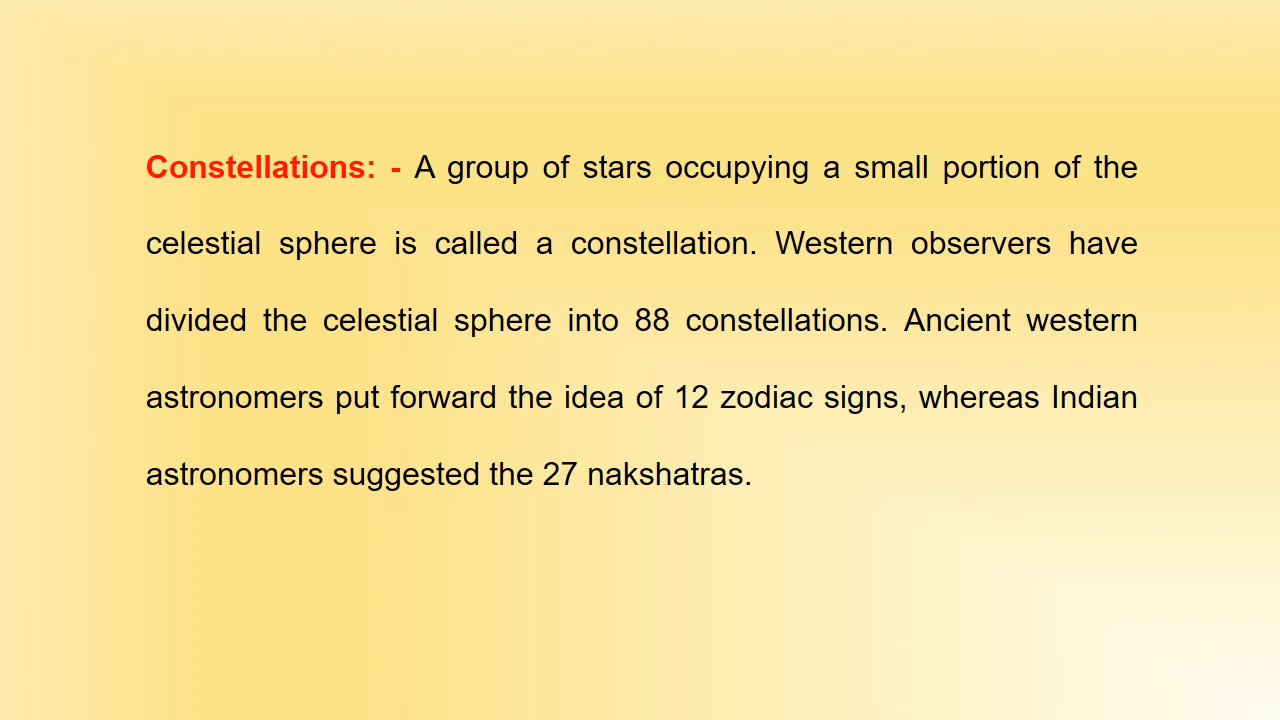 Constellations: - A group of stars occupying a small portion of the
celestial sphere is called a constellation. Western observers have
divided the celestial sphere into 88 constellations. Ancient western
astronomers put forward the idea of 12 zodiac signs, whereas Indian
astronomers suggested the 27 nakshatras.